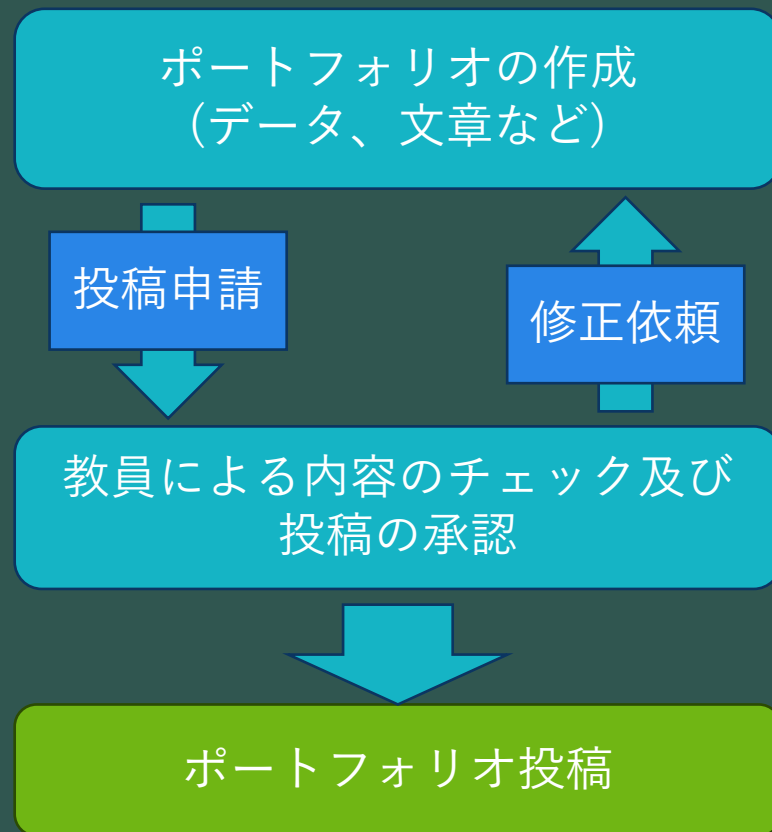 ポートフォリオの作成
(データ、文章など)
投稿申請
修正依頼
教員による内容のチェック及び
投稿の承認
ポートフォリオ投稿